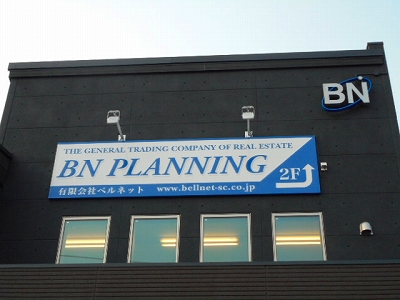 BN
THE GENERAL TRADING COMPANY OF REAL ESTATE
BN PLANNING
2F
有限会社ベルネット www.bellnet-sc.co.jp